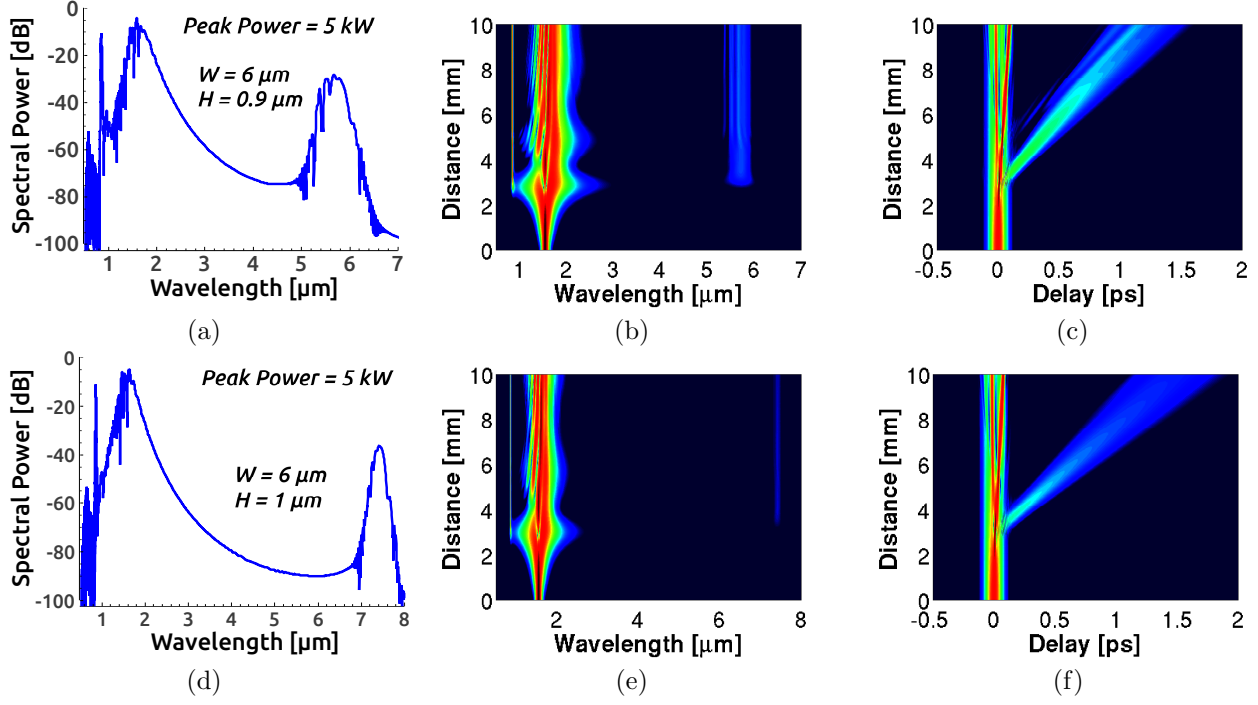 Spectral Power [dB]
0
-20
-40
-60
-80
-100
Peak Power = 5 kW
W = 6 µm
H = 0.9 µm
1 2 3 4 5 6 7
Wavelength [µm]
(a)
Distance [mm]
10
8
6
4
2
0
1 2 3 4 5 6 7
Wavelength [µm]
(b)
Distance [mm]
10
8
6
4
2
0
-0.5 0 0.5 1 1.5 2
Delay [ps]
(c)
Spectral Power [dB]
0
-20
-40
-60
-80
-100
Peak Power = 5 kW
W = 6 µm
H = 1 µm
1 2 3 4 5 6 7 8
Wavelength [µm]
(d)
Distance [mm]
10
8
6
4
2
0
2 4 6 8
Wavelength [µm]
(e)
Distance [mm]
10
8
6
4
2
0
-0.5 0 0.5 1 1.5 2
Delay [ps]
(f)